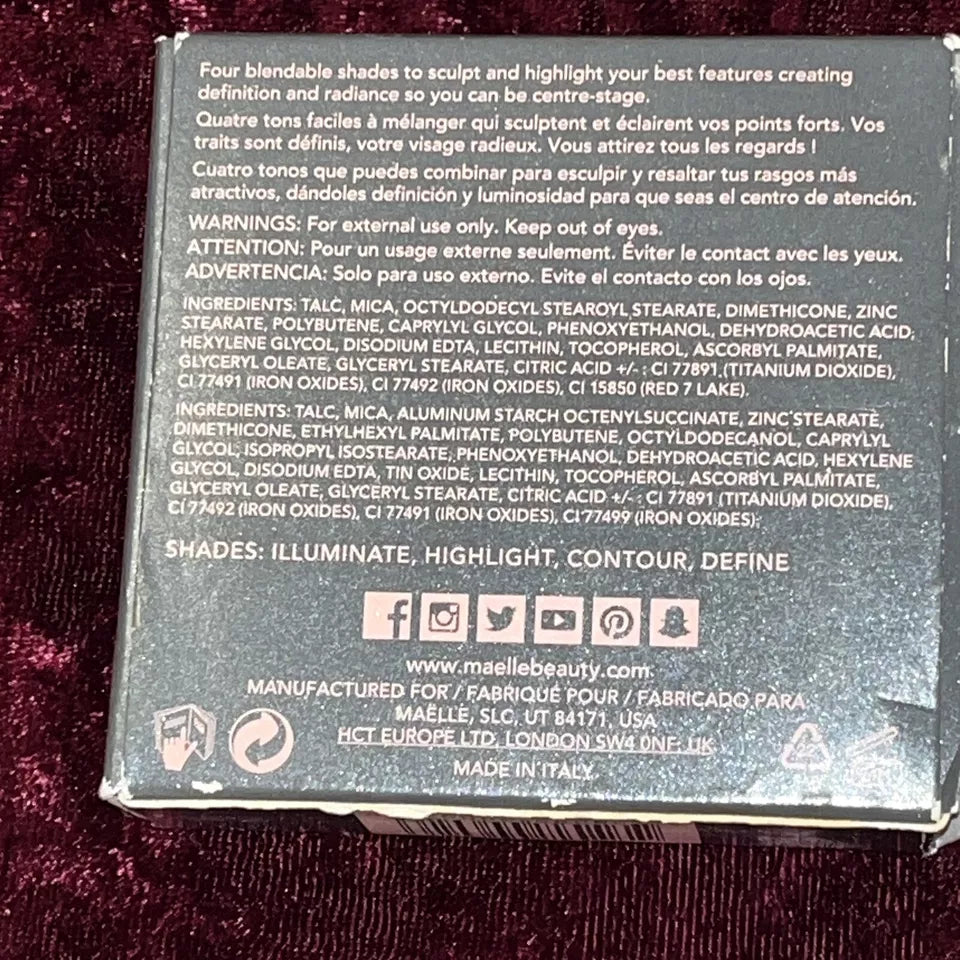 Four blendable shades to sculpt and highlight your best features creating
definition and radiance so you can be centre-stage.
Quatre tons faciles à mélanger qui sculptent et éclairent vos points forts. Vos
traits sont définis, votre visage radieux. Vous attirez tous les regards !
Cuatro tonos que puedes combinar para esculpir y resaltar tus rasgos más
atractivos, dándoles definición y luminosidad para que seas el centro de atención.
WARNINGS: For external use only. Keep out of eyes.
ATTENTION: Pour un usage externe seulement. Éviter le contact avec les yeux.
ADVERTENCIA: Solo para uso externo. Evite el contacto con los ojos.
INGREDIENTS: TALC, MICA, OCTYLDODECYL STEAROYL STEARATE, DIMETHICONE, ZINC
STEARATE, POLYBUTENE, CAPRYLYL GLYCOL, PHENOXYETHANOL, DEHYDROACETIC ACID,
HEXYLENE GLYCOL, DISODIUM EDTA, LECITHIN, TOCOPHEROL, ASCORBYL PALMITATE,
GLYCERYL OLEATE, GLYCERYL STEARATE, CITRIC ACID +/- : CI 77891 (TITANIUM DIOXIDE),
CI 77491 (IRON OXIDES), CI 77492 (IRON OXIDES), CI 15850 (RED 7 LAKE).
INGREDIENTS: TALC, MICA, ALUMINUM STARCH OCTENYLSUCCINATE, ZINC STEARATE,
DIMETHICONE, ETHYLHEXYL PALMITATE, POLYBUTENE, OCTYLDODECANOL, CAPRYLYL
GLYCOL, ISOPROPYL ISOSTEARATE, PHENOXYETHANOL, DEHYDROACETIC ACID, HEXYLENE
GLYCOL, DISODIUM EDTA, TIN OXIDE, LECITHIN, TOCOPHEROL, ASCORBYL PALMITATE,
GLYCERYL OLEATE, GLYCERYL STEARATE, CITRIC ACID +/- : CI 77891 (TITANIUM DIOXIDE),
CI 77492 (IRON OXIDES), CI 77491 (IRON OXIDES), CI 77499 (IRON OXIDES).
SHADES: ILLUMINATE, HIGHLIGHT, CONTOUR, DEFINE
www.maellebeauty.com
MANUFACTURED FOR / FABRIQUÉ POUR / FABRICADO PARA
MAËLLE, SLC, UT 84171, USA
HCT EUROPE LTD, LONDON SW4 0NF, UK
MADE IN ITALY